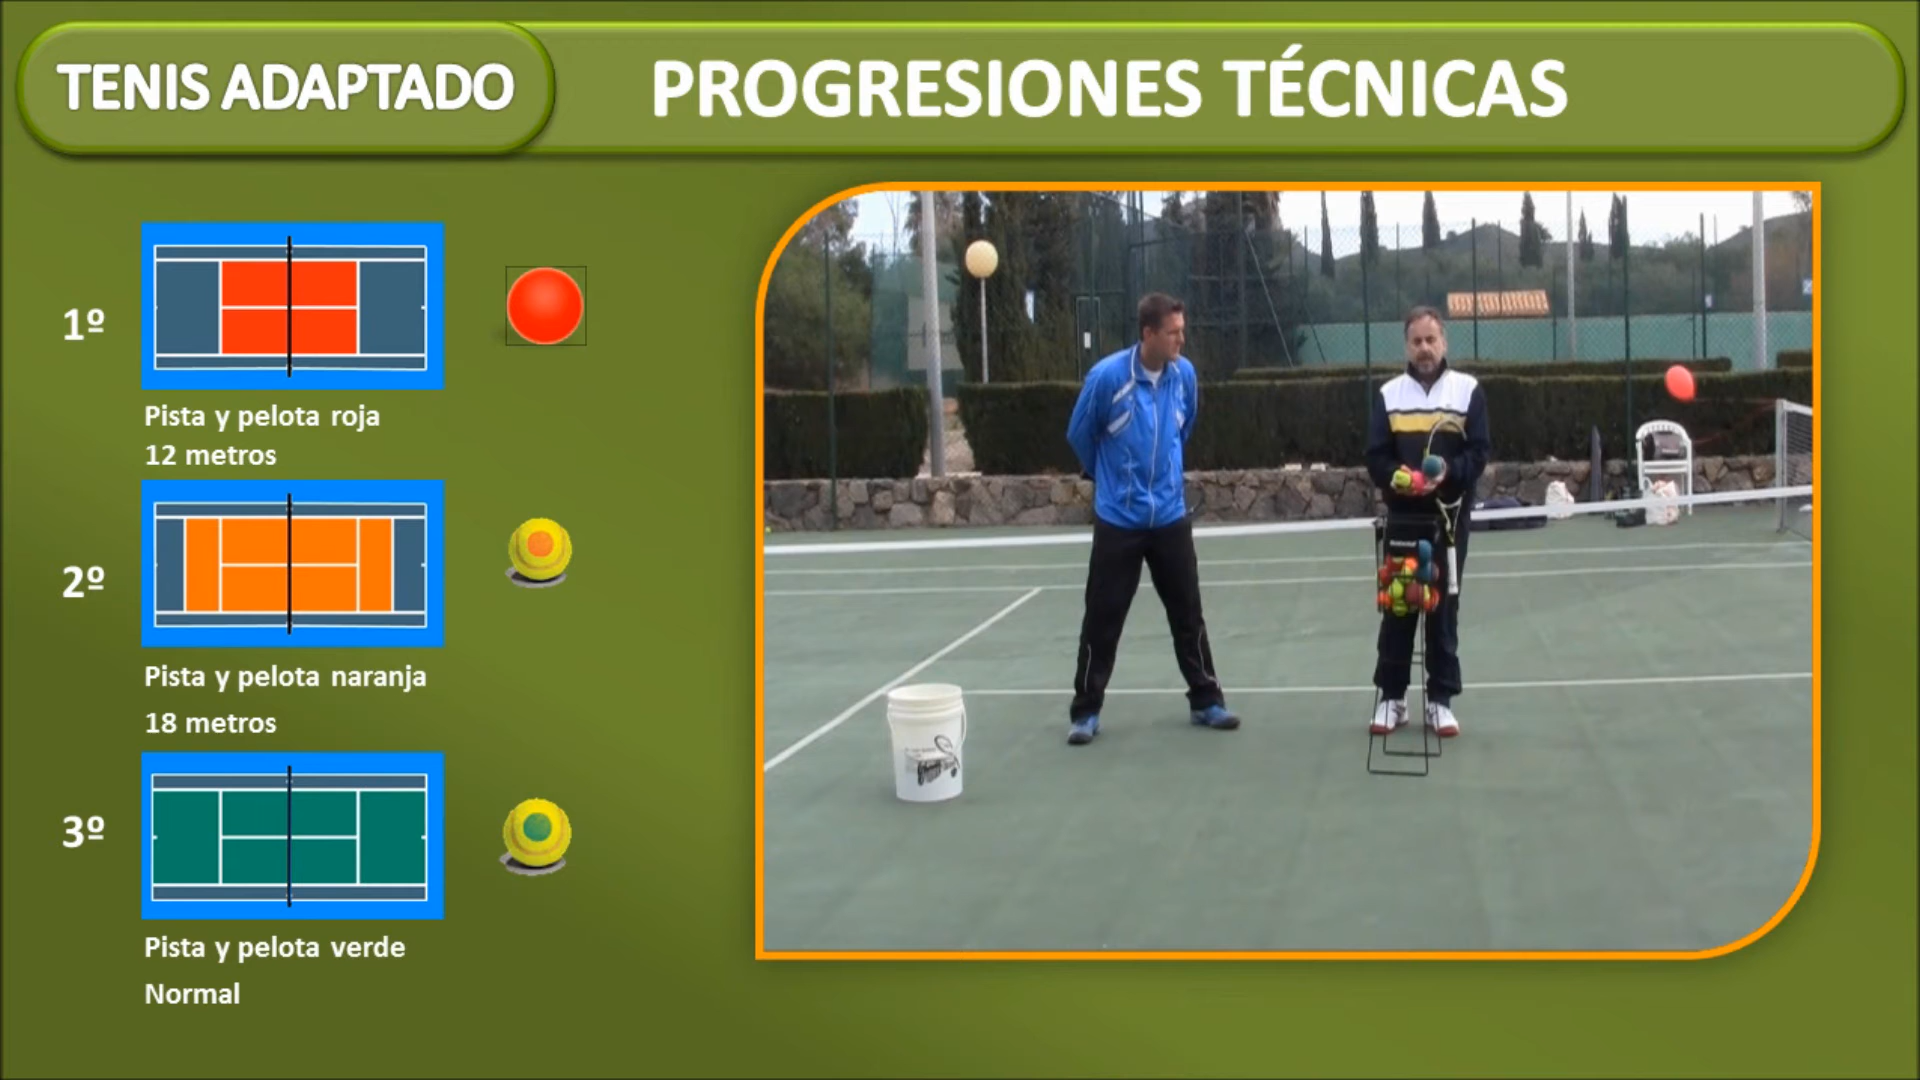 TENIS ADAPTADO
PROGRESIONES TÉCNICAS
1º
Pista y pelota roja
12 metros
2º
Pista y pelota naranja
18 metros
3º
Pista y pelota verde
Normal